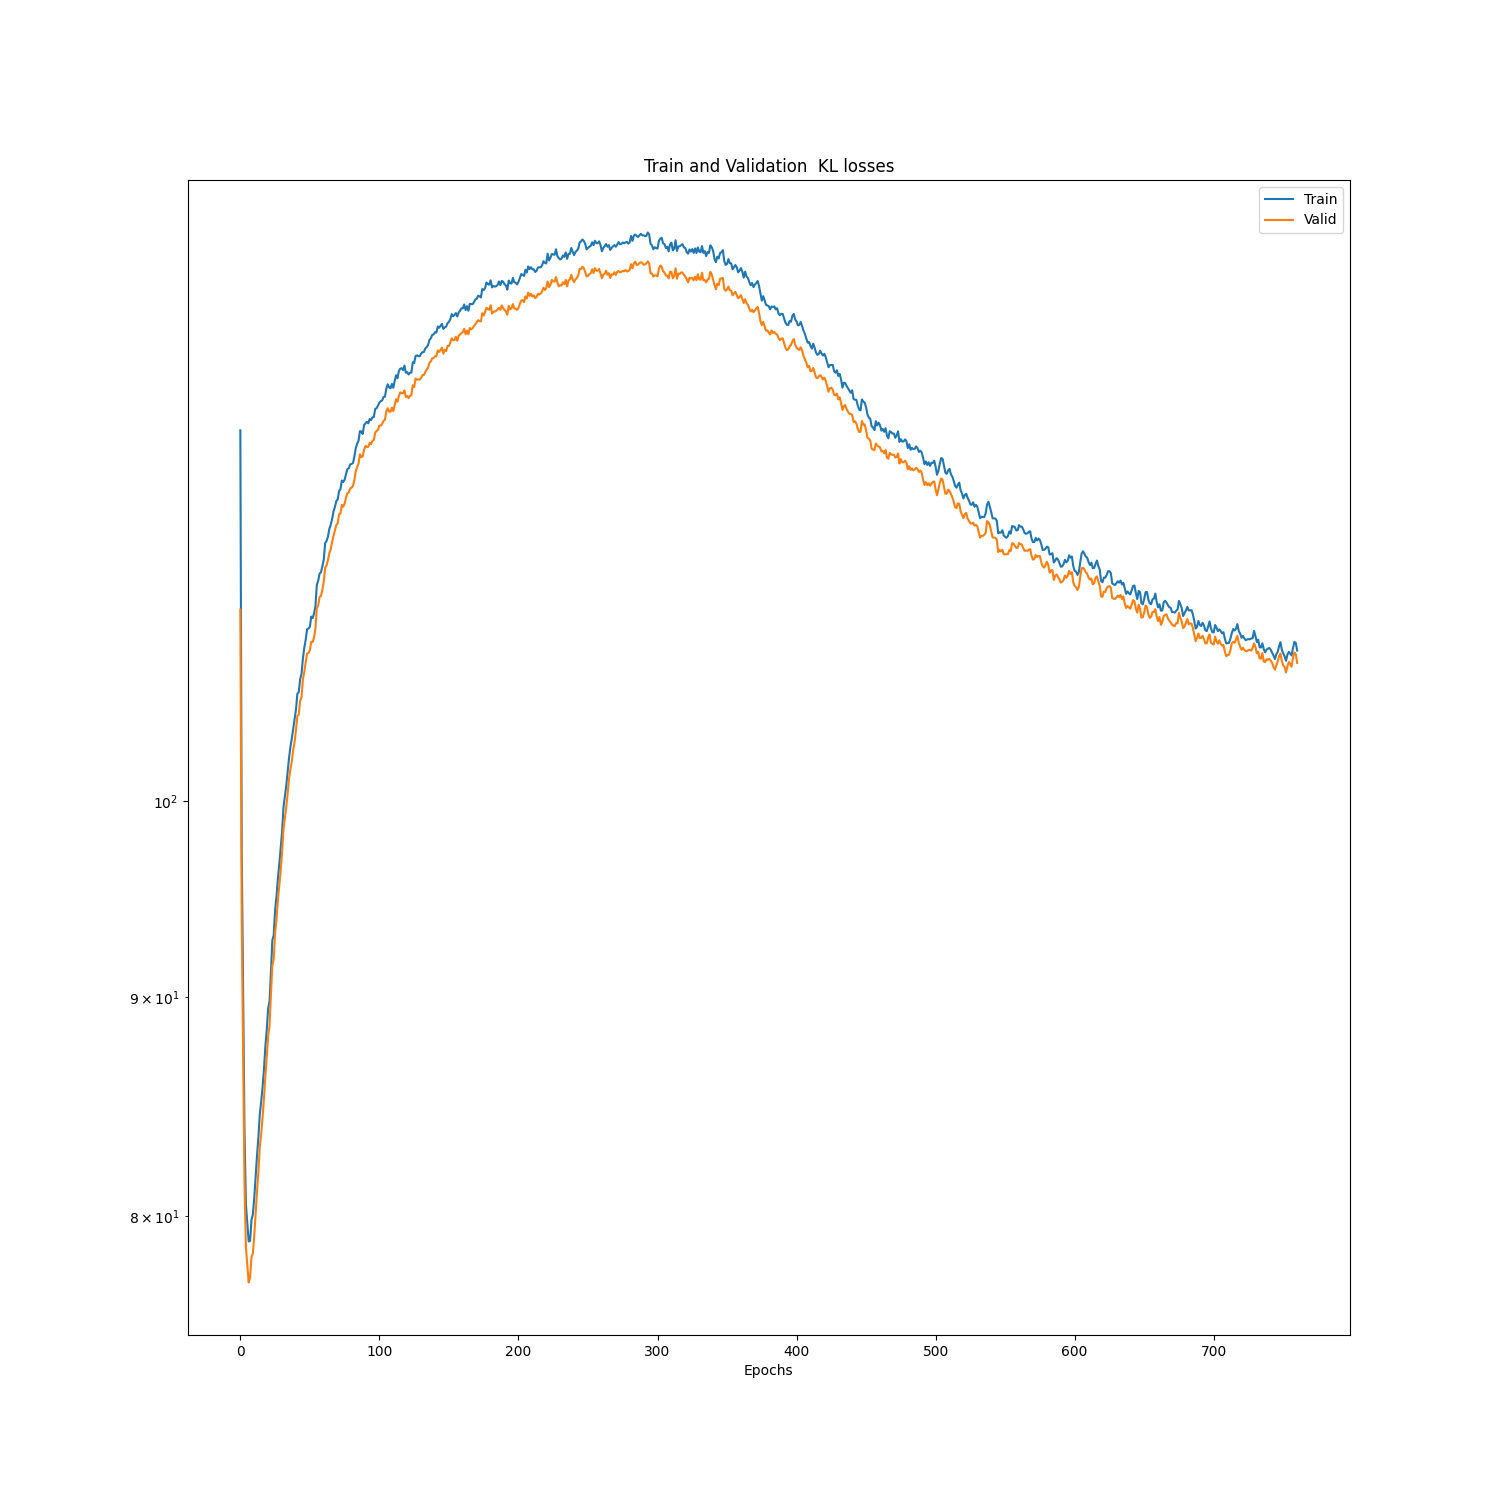 Train and Validation  KL losses
Train
Valid
10²
9 × 10¹
8 × 10¹
0 100 200 300 400 500 600 700
Epochs